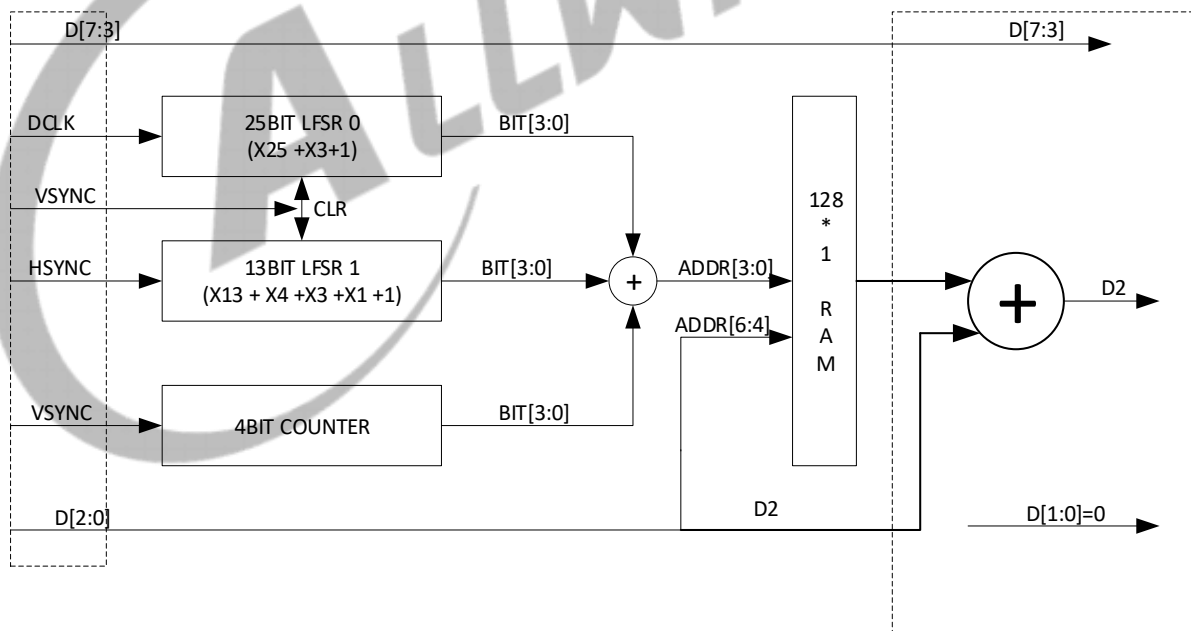 D[7:3]
D[7:3]
ALLW
DCLK
25BIT LFSR 0
(X25 +X3+1)
BIT[3:0]
VSYNC
CLR
HSYNC
13BIT LFSR 1
(X13 + X4 +X3 +X1 +1)
BIT[3:0]
+
ADDR[3:0]
ADDR[6:4]
128
*
1
R
A
M
+
D2
VSYNC
4BIT COUNTER
BIT[3:0]
D[2:0]
D2
D[1:0]=0